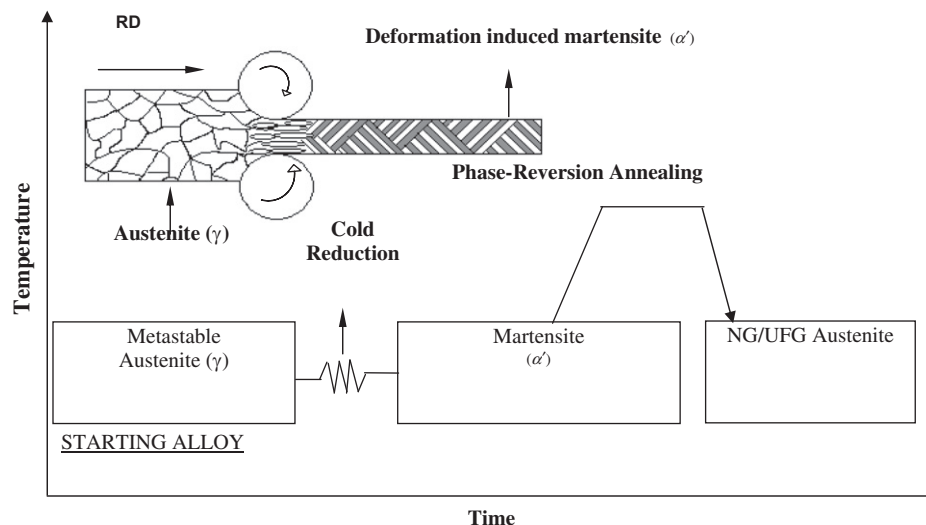 RD
Deformation induced martensite (α′)
Phase-Reversion Annealing
Austenite (γ)
Cold
Reduction
Temperature
Metastable
Austenite (γ)
Martensite
(α′)
NG/UFG Austenite
STARTING ALLOY
Time